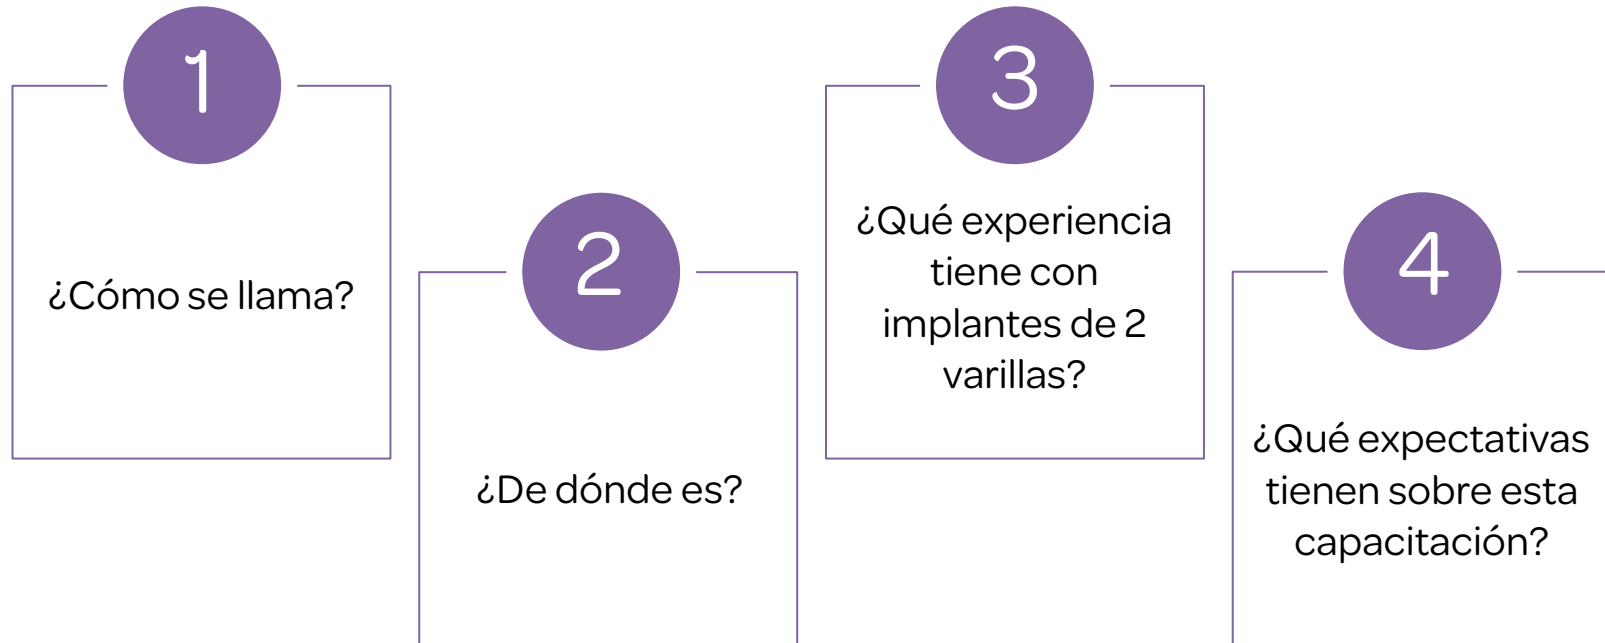 1
¿Cómo se llama?
2
¿De dónde es?
3
¿Qué experiencia
tiene con
implantes de 2
varillas?
4
¿Qué expectativas
tienen sobre esta
capacitación?